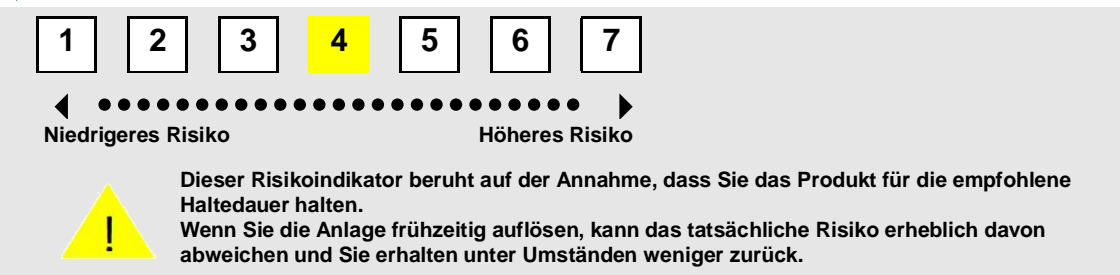 1 2 3 4 5 6 7
Niedrigeres Risiko Höheres Risiko
Dieser Risikoindikator beruht auf der Annahme, dass Sie das Produkt für die empfohlene
Haltedauer halten.
Wenn Sie die Anlage frühzeitig auflösen, kann das tatsächliche Risiko erheblich davon
abweichen und Sie erhalten unter Umständen weniger zurück.
!